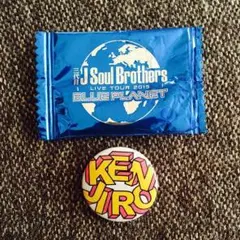 J Soul Brothers
LIVE TOUR 2015
BLUE PLANET
KEN
JIRO